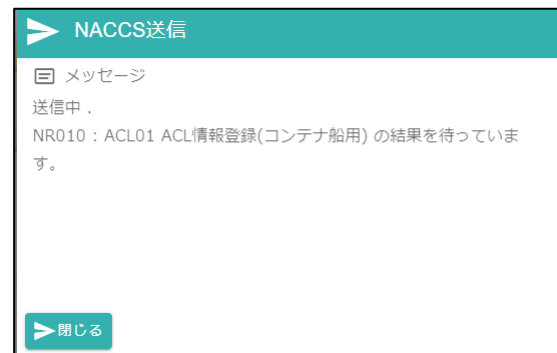 NACCS送信
メッセージ
送信中 .
NR010 : ACL01 ACL情報登録(コンテナ船用) の結果を待っていま
す。
閉じる